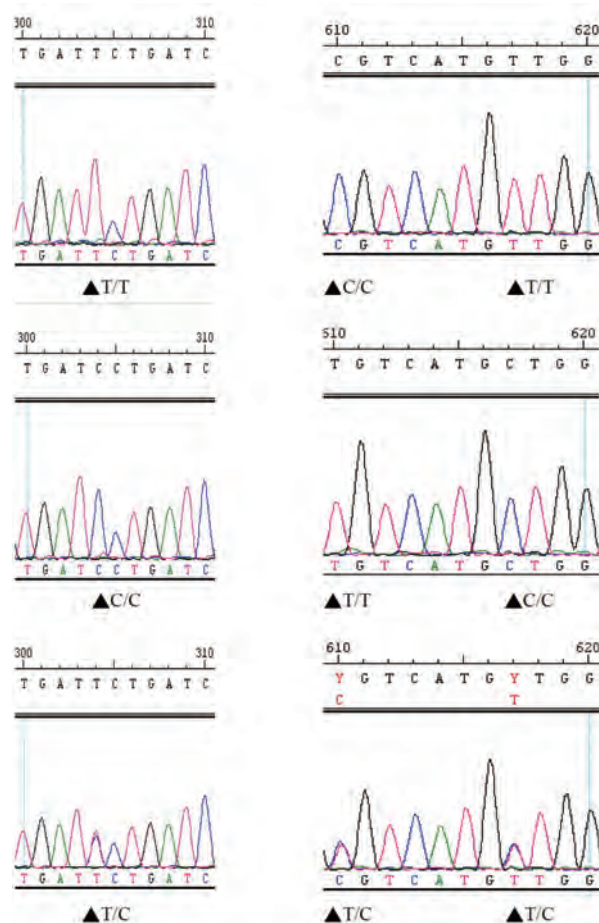 300 310
T G A T T C T G A T C
T G A T T C T G A T C
▲T/T
610 620
C G T C A T G T T G G
C G T C A T G T T G G
▲C/C ▲T/T
300 310
T G A T C C T G A T C
T G A T C C T G A T C
▲C/C
510 620
T G T C A T G C T G G
T G T C A T G C T G G
▲T/T ▲C/C
300 310
T G A T T C T G A T C
T G A T T C T G A T C
▲T/C
610 620
Y G T C A T G Y T G G
C T
C G T C A T G T T G G
▲T/C ▲T/C